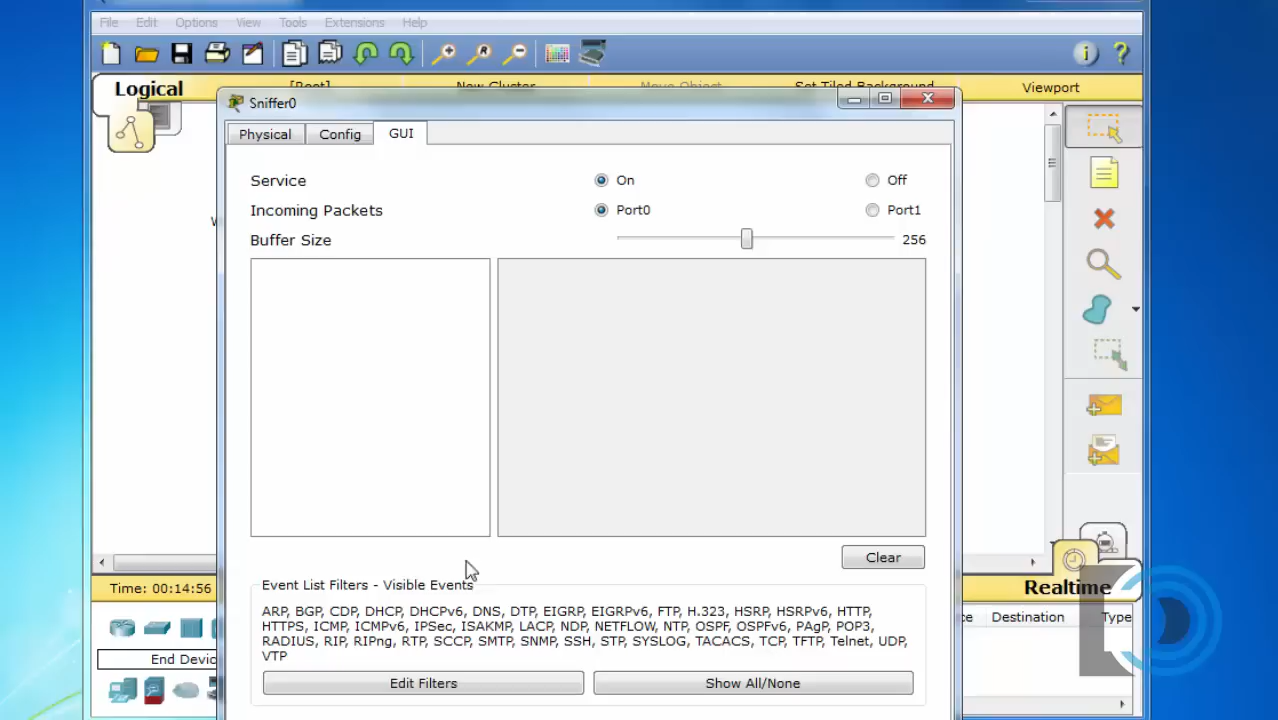 File Edit Options View Tools Extensions Help
Logical [Root] New Cluster Move Object Set Tiled Background Viewport
Sniffer0
Physical Config GUI
Service On Off
Incoming Packets Port0 Port1
Buffer Size 256
Clear
Event List Filters - Visible Events
ARP, BGP, CDP, DHCP, DHCPv6, DNS, DTP, EIGRP, EIGRPv6, FTP, H.323, HSRP, HSRPv6, HTTP,
HTTPS, ICMP, ICMPv6, IPSec, ISAKMP, LACP, NDP, NETFLOW, NTP, OSPF, OSPFv6, PAgP, POP3,
RADIUS, RIP, RIPng, RTP, SCCP, SMTP, SNMP, SSH, STP, SYSLOG, TACACS, TCP, TFTP, Telnet, UDP,
VTP
Edit Filters Show All/None
Time: 00:14:56 Realtime
Destination Type
End Devic